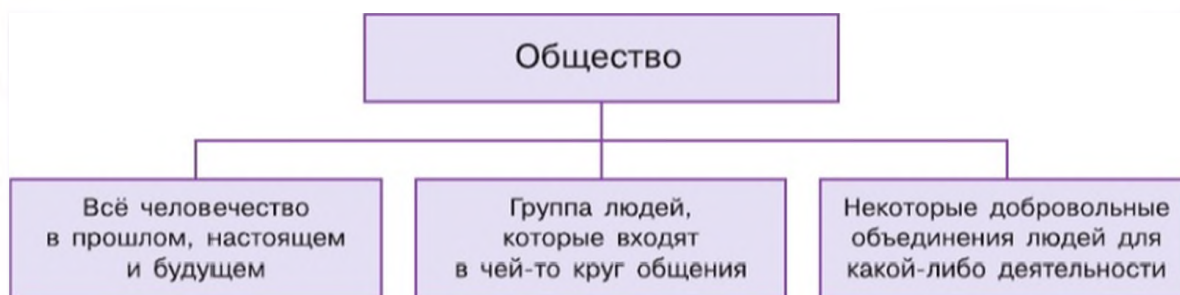 Общество
Всё человечество
в прошлом, настоящем
и будущем
Группа людей,
которые входят
в чей-то круг общения
Некоторые добровольные
объединения людей для
какой-либо деятельности